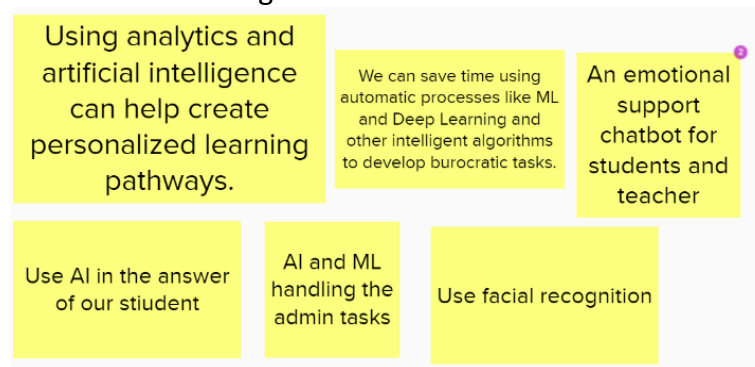 Using analytics and
artificial intelligence
can help create
personalized learning
pathways.
We can save time using
automatic processes like ML
and Deep Learning and
other intelligent algorithms
to develop burocratic tasks.
2
An emotional
support
chatbot for
students and
teacher
Use AI in the answer
of our stiudent
AI and ML
handling the
admin tasks
Use facial recognition